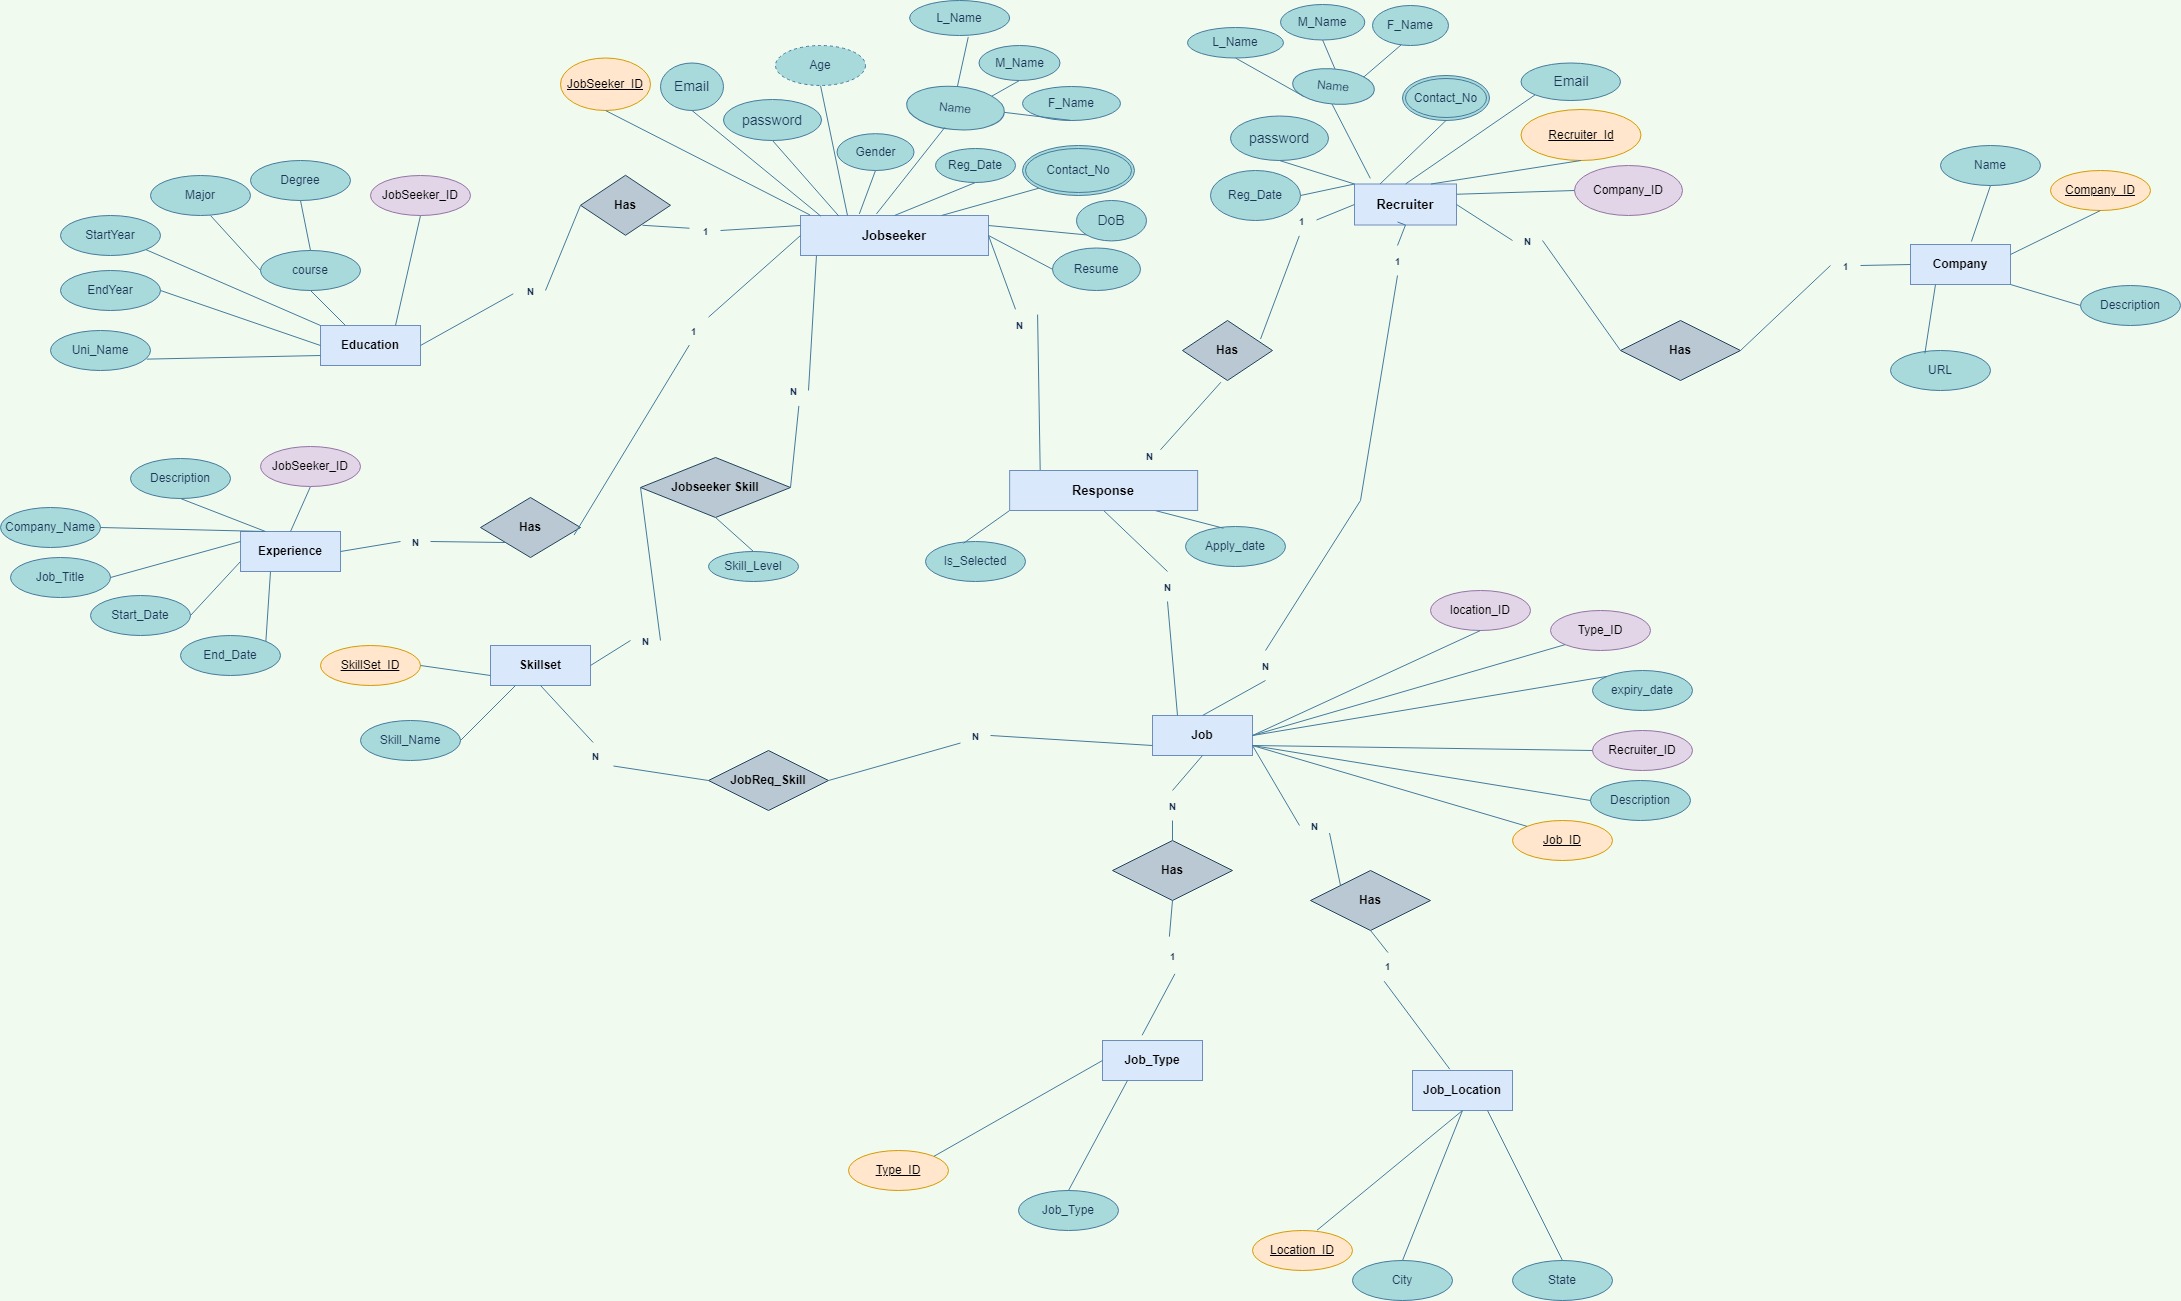 L_Name
M_Name
F_Name
L_Name
M_Name
F_Name
Age
JobSeeker_ID
Email
password
Name
Name
Contact_No
Email
password
Recruiter_Id
Gender
Reg_Date
Contact_No
Reg_Date
Company_ID
Name
Company_ID
Degree
Major
JobSeeker_ID
Has
1
Jobseeker
DoB
Resume
1
Recruiter
N
1
1
Company
StartYear
course
EndYear
N
Description
Uni_Name
Education
1
N
Has
Has
URL
N
N
JobSeeker_ID
Description
Company_Name
Has
Jobseeker Skill
Response
Experience
N
Job_Title
Is_Selected
Apply_date
Skill_Level
N
Start_Date
End_Date
N
location_ID
Type_ID
SkillSet_ID
Skillset
N
expiry_date
Skill_Name
N
N
Job
Recruiter_ID
JobReq_Skill
N
N
Description
Job_ID
Has
Has
1
1
Job_Type
Job_Location
Type_ID
Job_Type
Location_ID
City
State